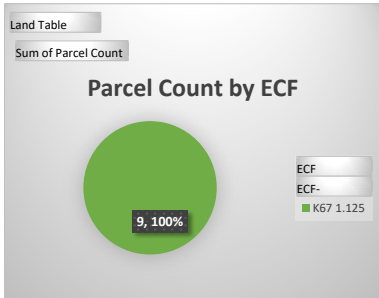 Land Table
Sum of Parcel Count
Parcel Count by ECF
9, 100%
ECF
ECF-
K67 1.125